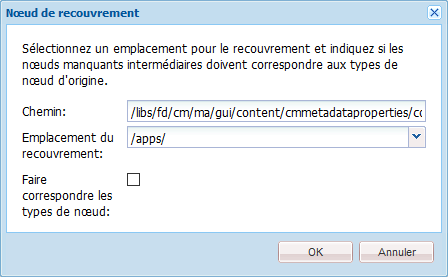 Nœud de recouvrement
Sélectionnez un emplacement pour le recouvrement et indiquez si les
nœuds manquants intermédiaires doivent correspondre aux types de
nœud d'origine.
Chemin:
/libs/fd/cm/ma/gui/content/cmmetadataproperties/co
Emplacement du
recouvrement:
/apps/
Faire
correspondre les
types de nœud:
OK
Annuler